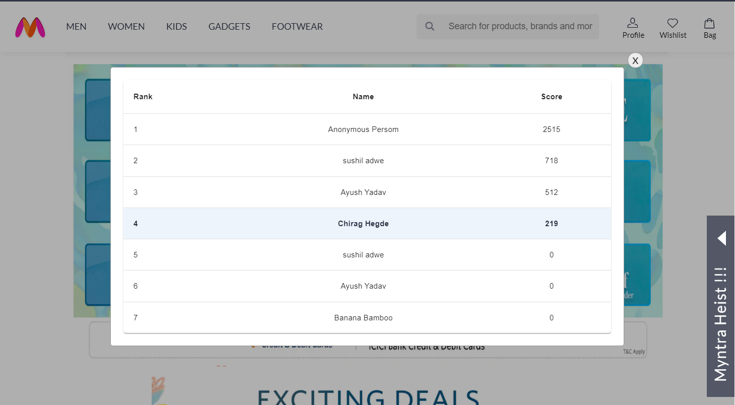 MEN WOMEN KIDS GADGETS FOOTWEAR
Search for products, brands and mor
Profile Wishlist Bag
X
Rank Name Score
1 Anonymous Persom 2515
2 sushil adwe 718
3 Ayush Yadav 512
4 Chirag Hegde 219
5 sushil adwe 0
6 Ayush Yadav 0
7 Banana Bamboo 0
Myntra Heist !!!
ICICI Bank Credit & Debit Cards
T&C Apply
EXCITING DEALS